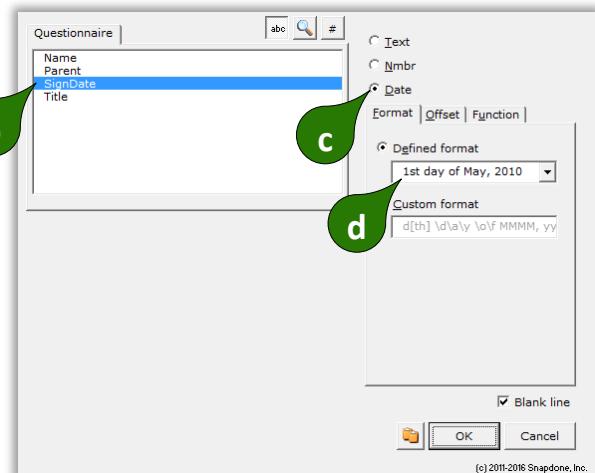 Questionnaire
abc
#
Name
Parent
SignDate
Title
Text
Nmbr
Date
c
Format Offset Function
Defined format
1st day of May, 2010
Custom format
d
d[th] \d\a\y \o\f MMMM, yy
Blank line
OK Cancel
(c) 2011-2016 Snapdone, Inc.